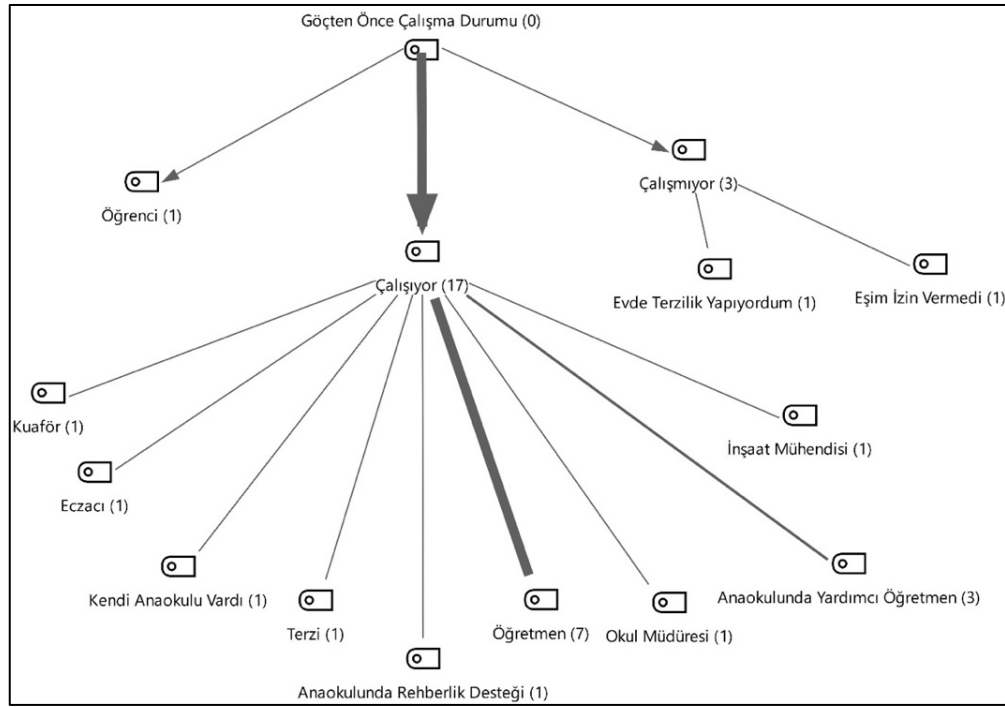 Göçten Önce Çalışma Durumu (0)
Öğrenci (1)
Çalışmıyor (3)
Çalışıyor (17)
Evde Terzilik Yapıyordum (1)
Eşim İzin Vermedi (1)
Kuaför (1)
İnşaat Mühendisi (1)
Eczacı (1)
Kendi Anaokulu Vardı (1)
Terzi (1)
Öğretmen (7)
Okul Müdüresi (1)
Anaokulunda Yardımcı Öğretmen (3)
Anaokulunda Rehberlik Desteği (1)